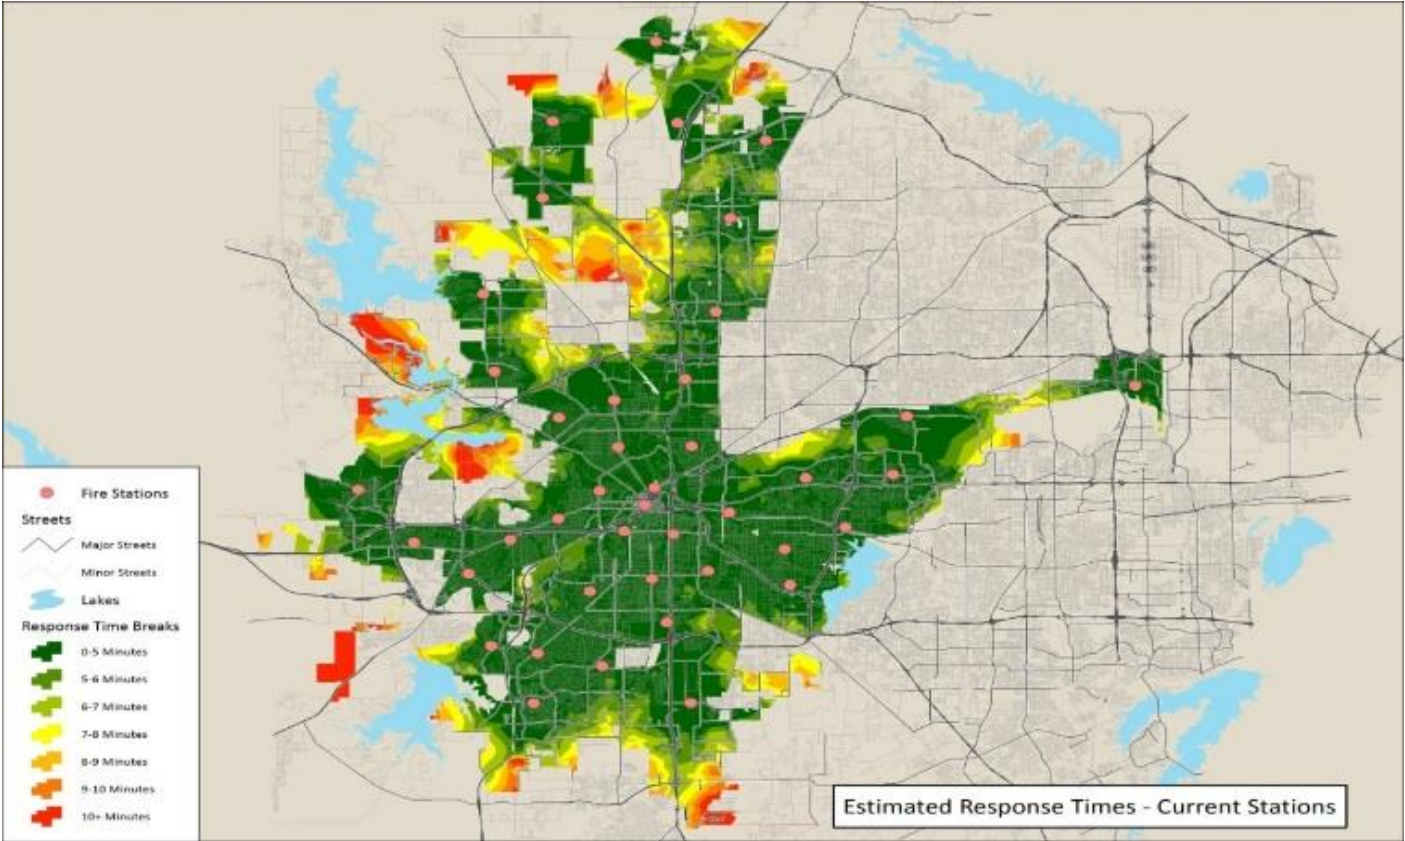 Fire Stations
Streets
Major Streets
Minor Streets
Lakes
Response Time Breaks
0-5 Minutes
5-6 Minutes
6-7 Minutes
7-8 Minutes
8-9 Minutes
9-10 Minutes
10+ Minutes
Estimated Response Times - Current Stations